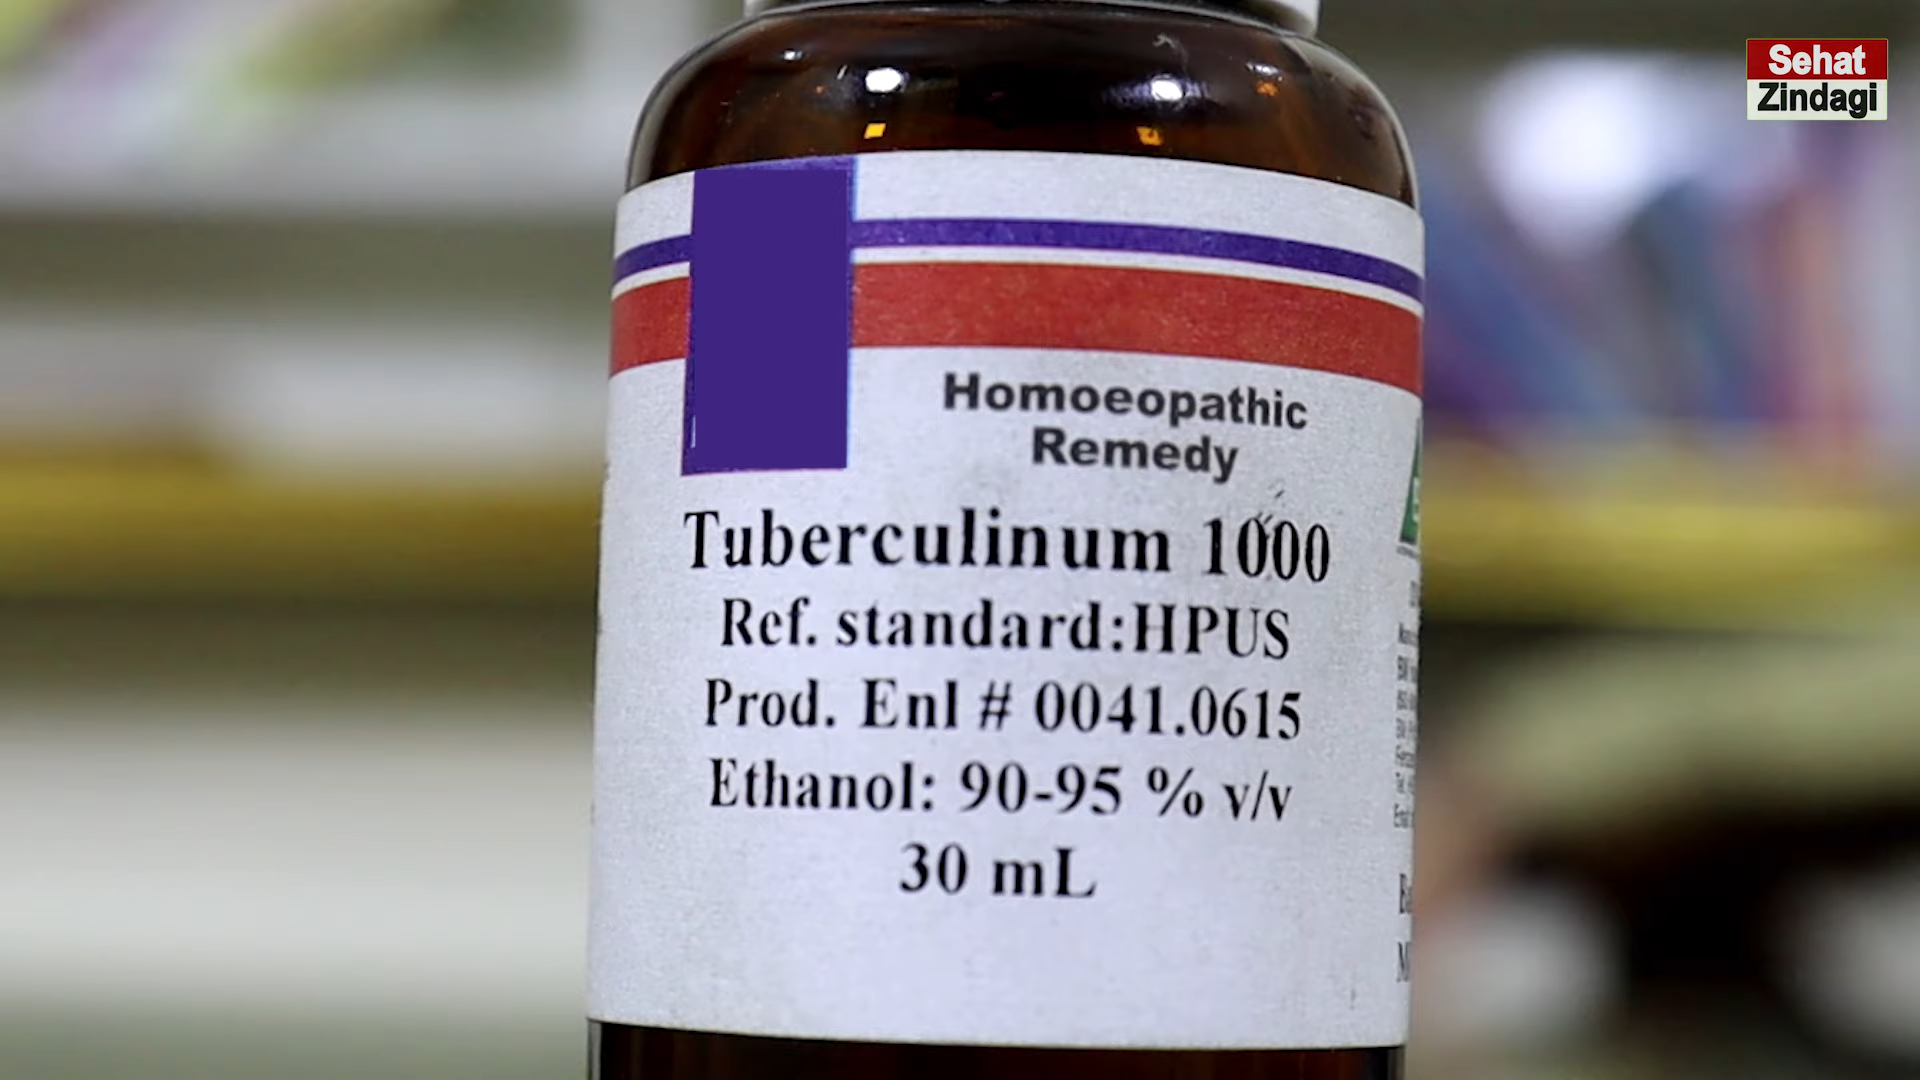 Sehat
Zindagi
Homoeopathic
Remedy
Tuberculinum 1000
Ref. standard:HPUS
Prod. Enl # 0041.0615
Ethanol: 90-95 % v/v
30 mL